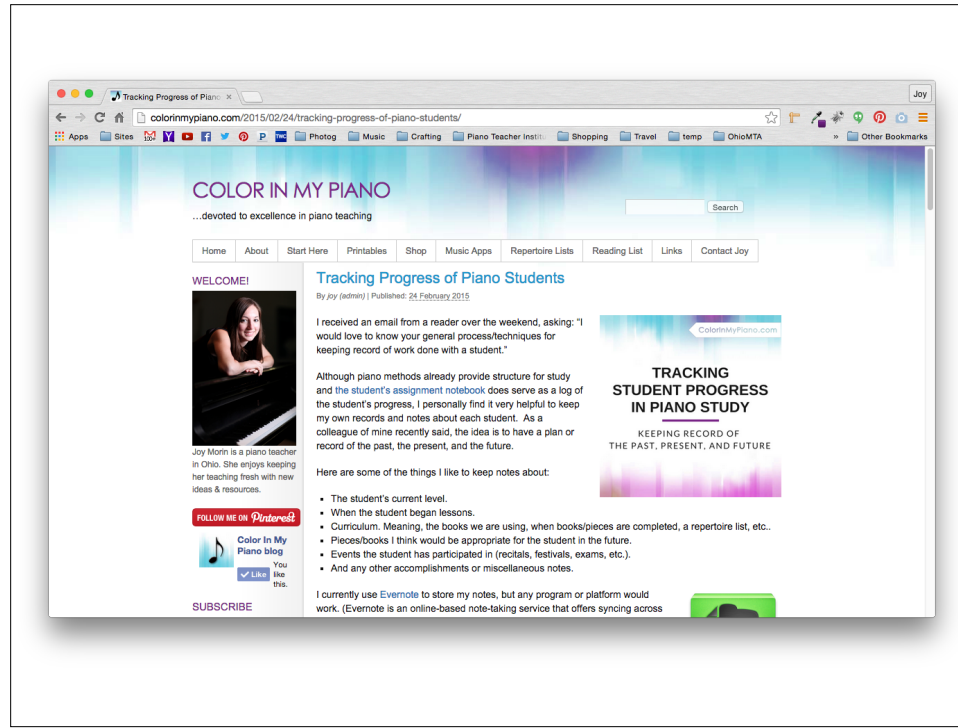 Tracking Progress of Piano
Joy
colorinmypiano.com/2015/02/24/tracking-progress-of-piano-students/
Apps Sites 100+ Photog Music Crafting Piano Teacher Instit Shopping Travel temp OhioMTA » Other Bookmarks
COLOR IN MY PIANO
...devoted to excellence in piano teaching
Search
Home About Start Here Printables Shop Music Apps Repertoire Lists Reading List Links Contact Joy
WELCOME!
Joy Morin is a piano teacher
in Ohio. She enjoys keeping
her teaching fresh with new
ideas & resources.
FOLLOW ME ON Pinterest
Color In My
Piano blog
Like
You
like
this.
SUBSCRIBE
Tracking Progress of Piano Students
By joy (admin) | Published: 24 February 2015
I received an email from a reader over the weekend, asking: "I
would love to know your general process/techniques for
keeping record of work done with a student."
Although piano methods already provide structure for study
and the student's assignment notebook does serve as a log of
the student's progress, I personally find it very helpful to keep
my own records and notes about each student.  As a
colleague of mine recently said, the idea is to have a plan or
record of the past, the present, and the future.
ColorInMyPiano.com
TRACKING
STUDENT PROGRESS
IN PIANO STUDY
KEEPING RECORD OF
THE PAST, PRESENT, AND FUTURE
Here are some of the things I like to keep notes about:
▪ The student's current level.
▪ When the student began lessons.
▪ Curriculum. Meaning, the books we are using, when books/pieces are completed, a repertoire list, etc..
▪ Pieces/books I think would be appropriate for the student in the future.
▪ Events the student has participated in (recitals, festivals, exams, etc.).
▪ And any other accomplishments or miscellaneous notes.
I currently use Evernote to store my notes, but any program or platform would
work. (Evernote is an online-based note-taking service that offers syncing across